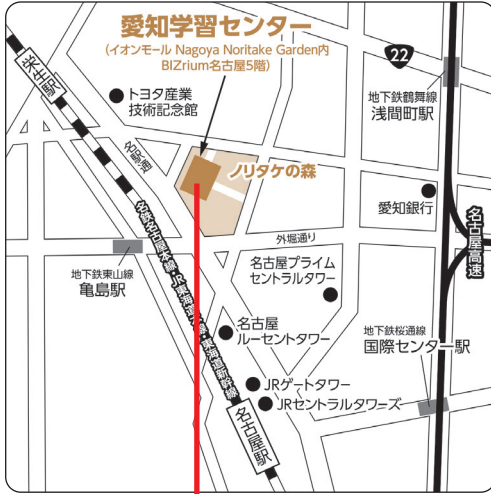 愛知学習センター
(イオンモール Nagoya Noritake Garden内
BIZrium名古屋5階)
22
栄生駅
トヨタ産業
技術記念館
地下鉄鶴舞線
浅間町駅
名駅通
ノリタケの森
愛知銀行
名古屋高速
外堀通り
地下鉄東山線
亀島駅
名鉄名古屋本線・JR東海道本線・東海道新幹線
名古屋プライム
セントラルタワー
名古屋
ルーセントタワー
地下鉄桜通線
国際センター駅
JRゲートタワー
JRセントラルタワーズ
名古屋駅